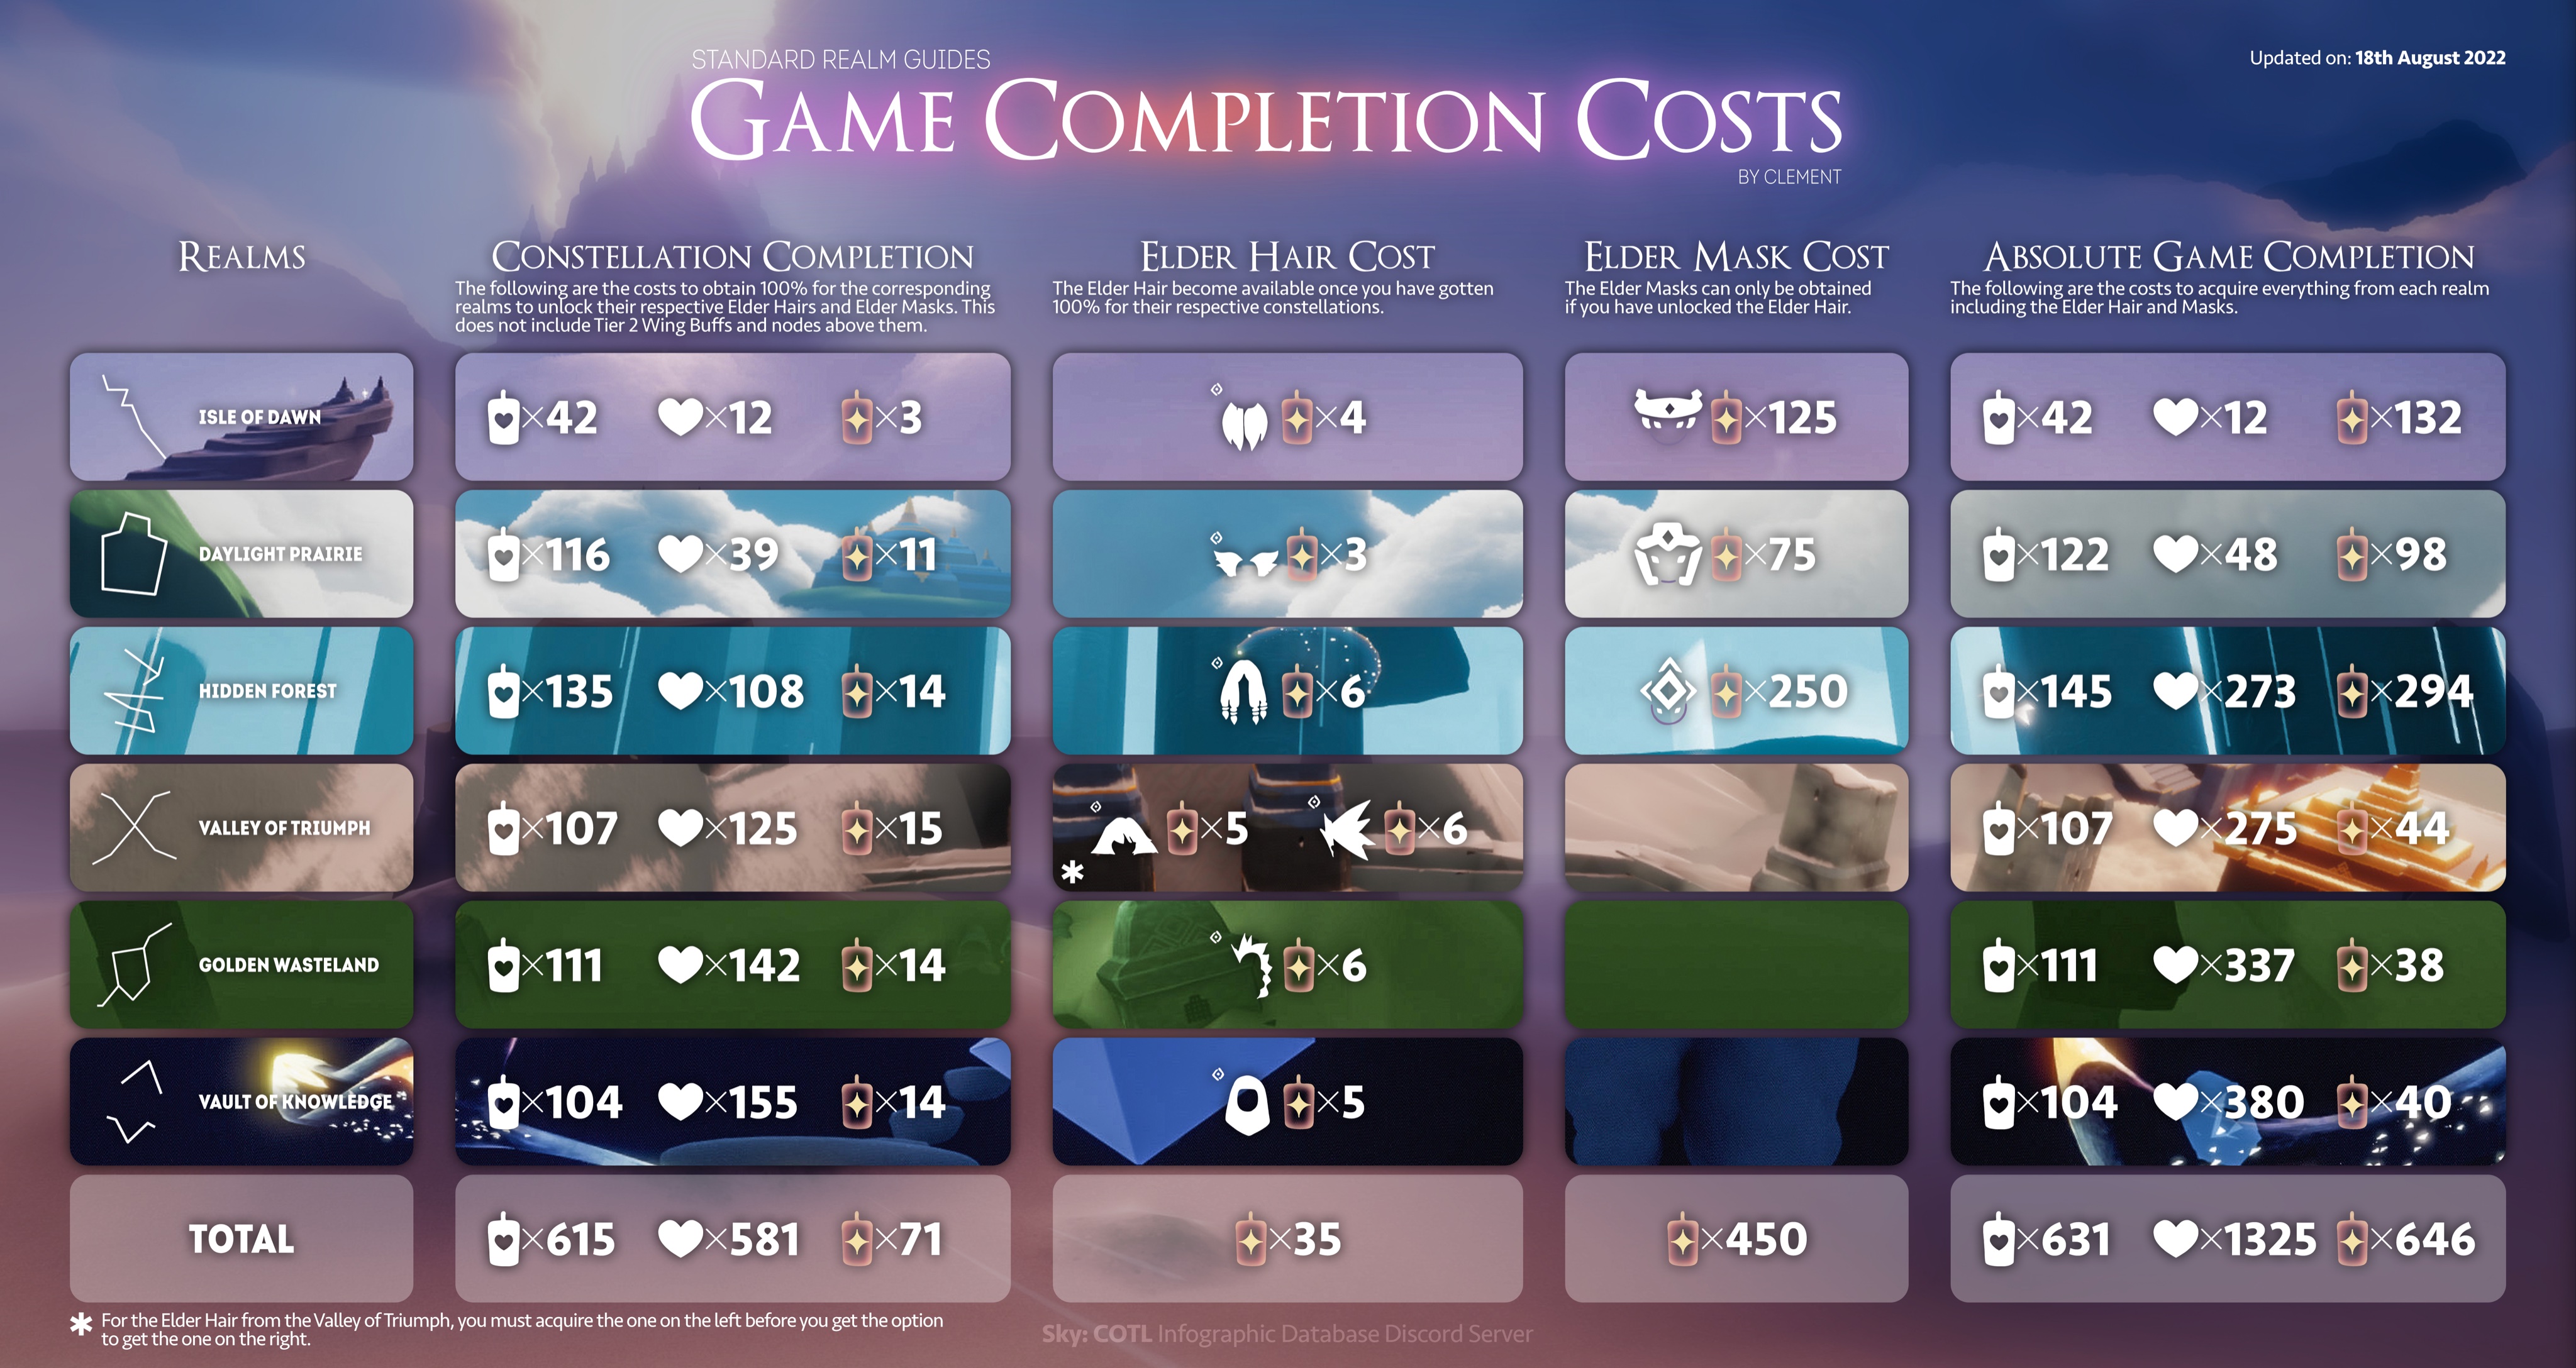 STANDARD REALM GUIDES
GAME COMPLETION COSTS
BY CLEMENT
Updated on: 18th August 2022
REALMS
CONSTELLATION COMPLETION
The following are the costs to obtain 100% for the corresponding
realms to unlock their respective Elder Hairs and Elder Masks. This
does not include Tier 2 Wing Buffs and nodes above them.
ELDER HAIR COST
The Elder Hair become available once you have gotten
100% for their respective constellations.
ELDER MASK COST
The Elder Masks can only be obtained
if you have unlocked the Elder Hair.
ABSOLUTE GAME COMPLETION
The following are the costs to acquire everything from each realm
including the Elder Hair and Masks.
ISLE OF DAWN ×42 ×12 ×3 ×4 ×125 ×42 ×12 ×132
DAYLIGHT PRAIRIE ×116 ×39 ×11 ×3 ×75 ×122 ×48 ×98
HIDDEN FOREST ×135 ×108 ×14 ×6 ×250 ×145 ×273 ×294
VALLEY OF TRIUMPH ×107 ×125 ×15 ×5 ×6 ×107 ×275 ×44
*
GOLDEN WASTELAND ×111 ×142 ×14 ×6 ×111 ×337 ×38
VAULT OF KNOWLEDGE ×104 ×155 ×14 ×5 ×104 ×380 ×40
TOTAL ×615 ×581 ×71 ×35 ×450 ×631 ×1325 ×646
* For the Elder Hair from the Valley of Triumph, you must acquire the one on the left before you get the option
to get the one on the right.
Sky: COTL Infographic Database Discord Server